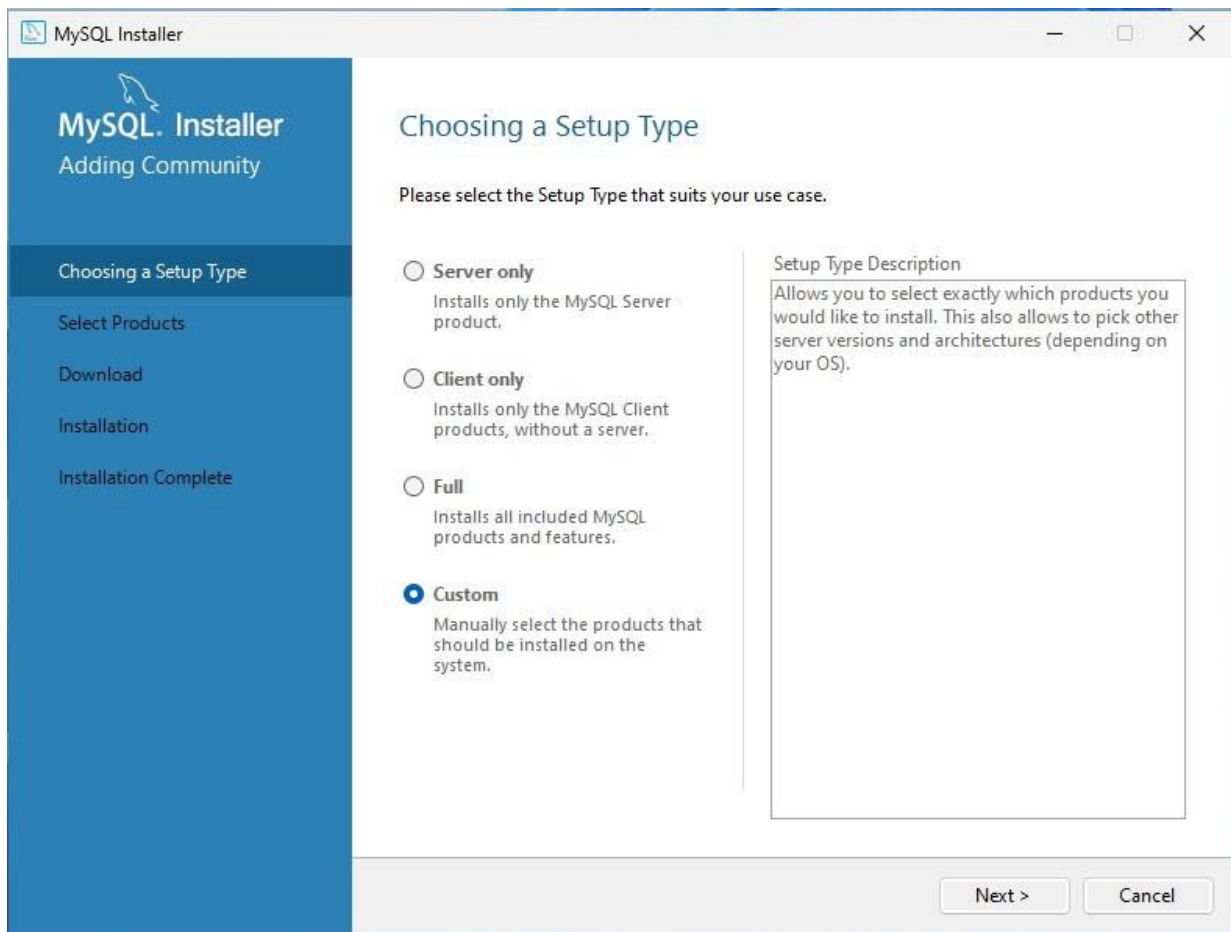 MySQL Installer
MySQL. Installer
Adding Community
Choosing a Setup Type
Select Products
Download
Installation
Installation Complete
Choosing a Setup Type
Please select the Setup Type that suits your use case.
Server only
Installs only the MySQL Server
product.
Client only
Installs only the MySQL Client
products, without a server.
Full
Installs all included MySQL
products and features.
Custom
Manually select the products that
should be installed on the
system.
Setup Type Description
Allows you to select exactly which products you
would like to install. This also allows to pick other
server versions and architectures (depending on
your OS).
Next >
Cancel